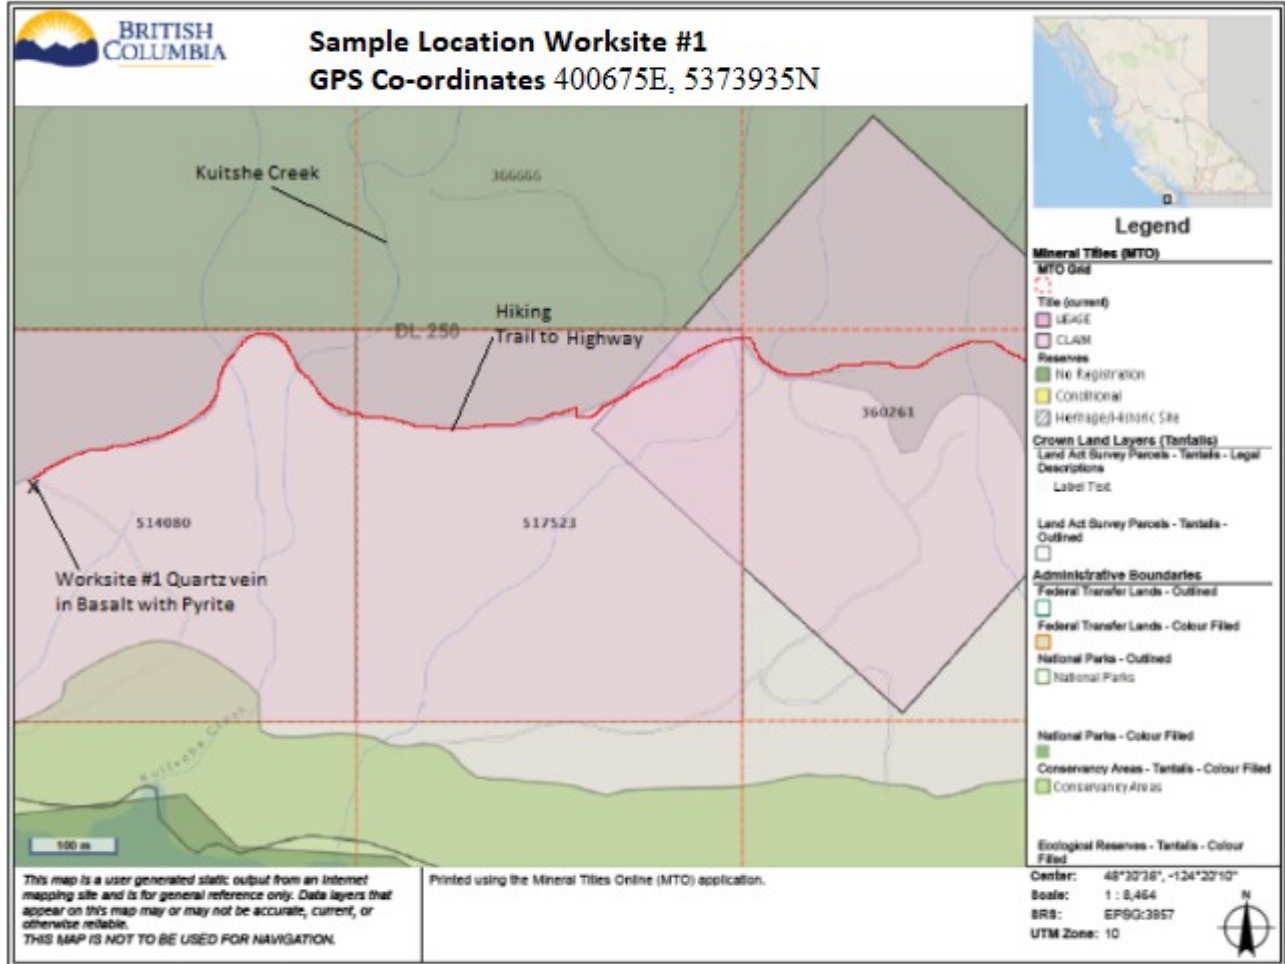 BRITISH
COLUMBIA
Sample Location Worksite #1
GPS Co-ordinates 400675E, 5373935N
Kuitshe Creek
366666
Hiking
Trail to Highway
DL 250
360261
514080
517523
Worksite #1 Quartz vein
in Basalt with Pyrite
Kuitshe Creek
100 m
Legend
Mineral Titles (MTO)
MTO Grid
Title (current)
LEASE
CLAIM
Reserves
No Registration
Conditional
Heritage/Historic Site
Crown Land Layers (Tantalis)
Land Act Survey Parcels - Tantalis - Legal
Descriptions
Label Text
Land Act Survey Parcels - Tantalis -
Outlined
Administrative Boundaries
Federal Transfer Lands - Outlined
Federal Transfer Lands - Colour Filled
National Parks - Outlined
National Parks
National Parks - Colour Filled
Conservancy Areas - Tantalis - Colour Filled
Conservancy Areas
Ecological Reserves - Tantalis - Colour
Filled
This map is a user generated static output from an Internet
mapping site and is for general reference only. Data layers that
appear on this map may or may not be accurate, current, or
otherwise reliable.
THIS MAP IS NOT TO BE USED FOR NAVIGATION.
Printed using the Mineral Titles Online (MTO) application.
Center: 48°30'38", -124°20'10"
Scale: 1 : 8,464
SRS: EPSG:3857
UTM Zone: 10
N